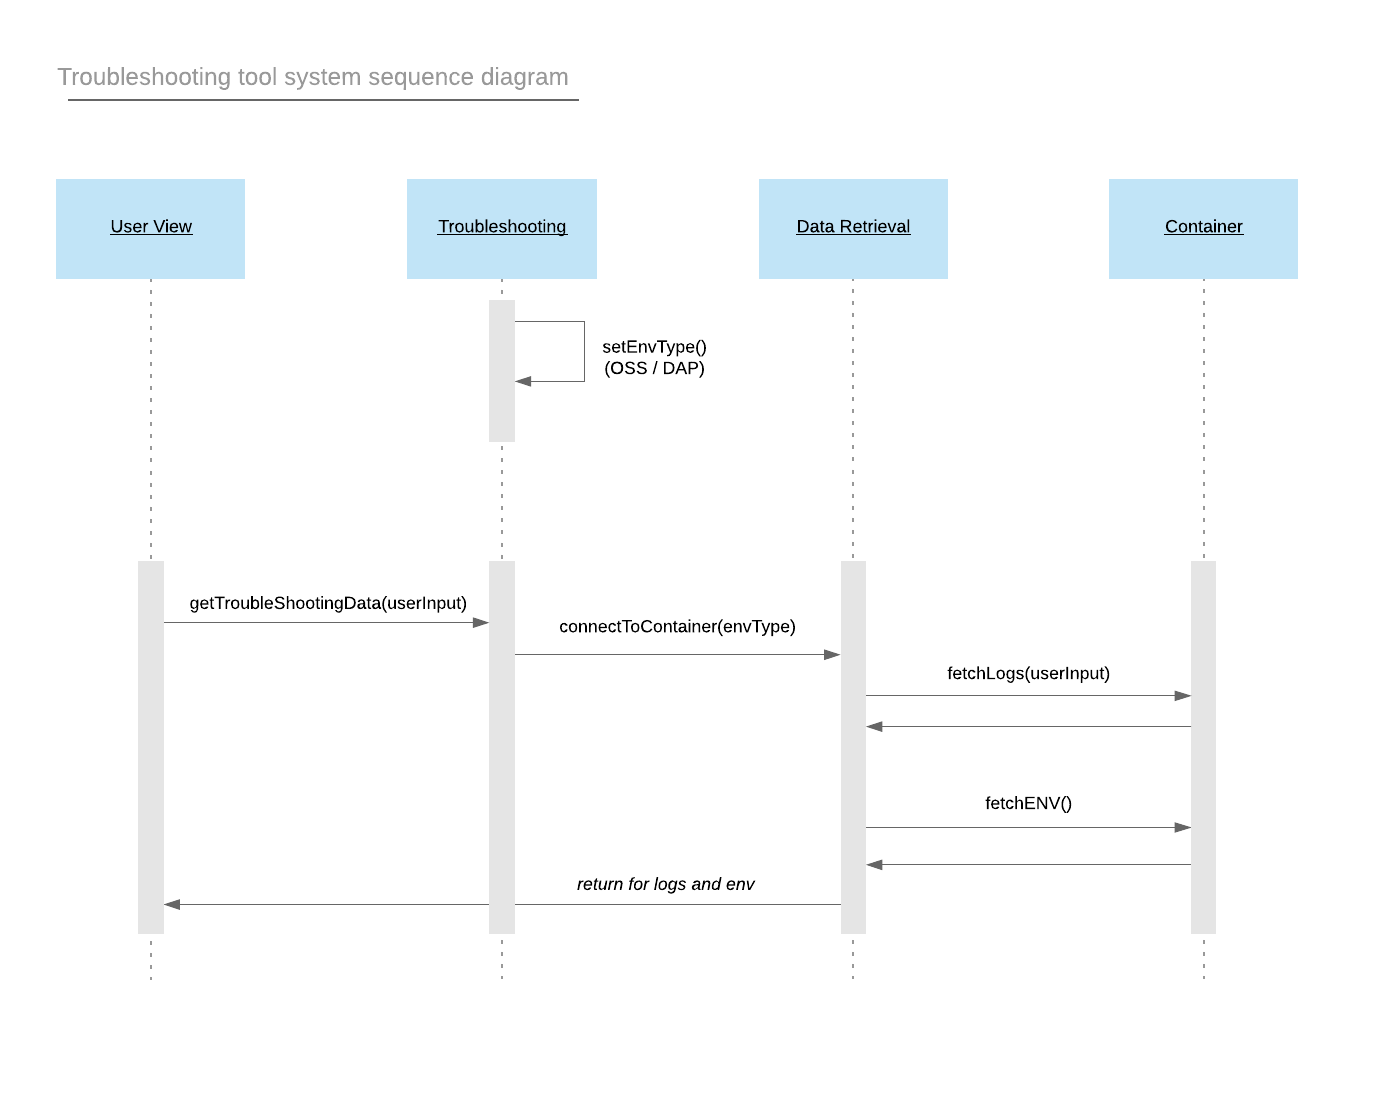 Troubleshooting tool system sequence diagram
User View
Troubleshooting
Data Retrieval
Container
setEnvType()
(OSS / DAP)
getTroubleShootingData(userInput)
connectToContainer(envType)
fetchLogs(userInput)
fetchENV()
return for logs and env